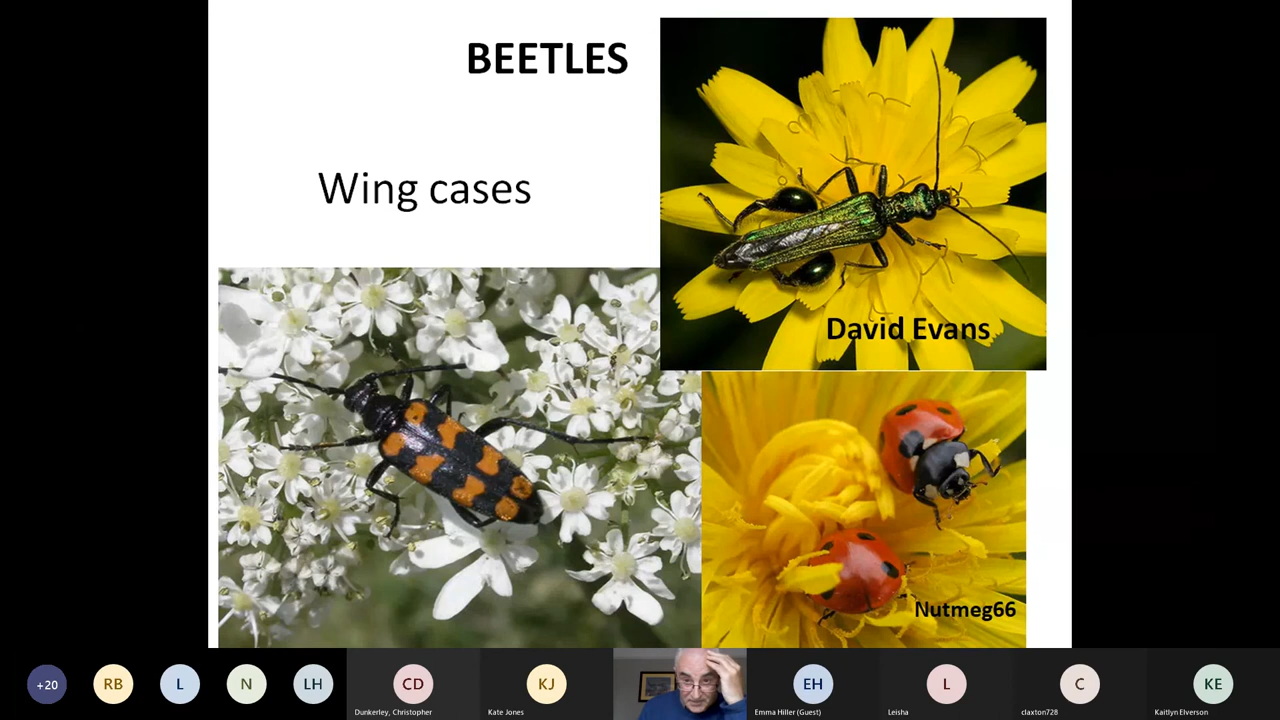 BEETLES
Wing cases
David Evans
Nutmeg66
+20
RB
L
N
LH
CD
Dunkerley, Christopher
KJ
Kate Jones
EH
Emma Hiller (Guest)
L
Leisha
C
claxton728
KE
Kaitlyn Elverson